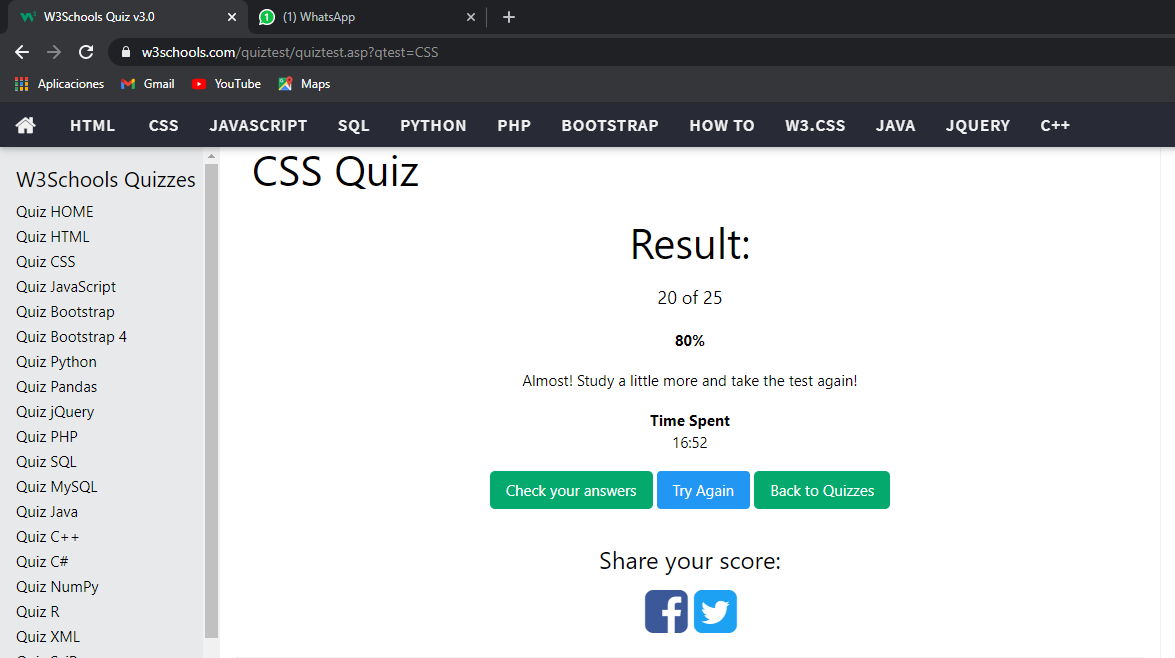 W3Schools Quiz v3.0
1
(1) WhatsApp
w3schools.com/quiztest/quiztest.asp?qtest=CSS
Aplicaciones Gmail YouTube Maps
HTML CSS JAVASCRIPT SQL PYTHON PHP BOOTSTRAP HOW TO W3.CSS JAVA JQUERY C++
W3Schools Quizzes
Quiz HOME
Quiz HTML
Quiz CSS
Quiz JavaScript
Quiz Bootstrap
Quiz Bootstrap 4
Quiz Python
Quiz Pandas
Quiz jQuery
Quiz PHP
Quiz SQL
Quiz MySQL
Quiz Java
Quiz C++
Quiz C#
Quiz NumPy
Quiz R
Quiz XML
CSS Quiz
Result:
20 of 25
80%
Almost! Study a little more and take the test again!
Time Spent
16:52
Check your answers Try Again Back to Quizzes
Share your score: